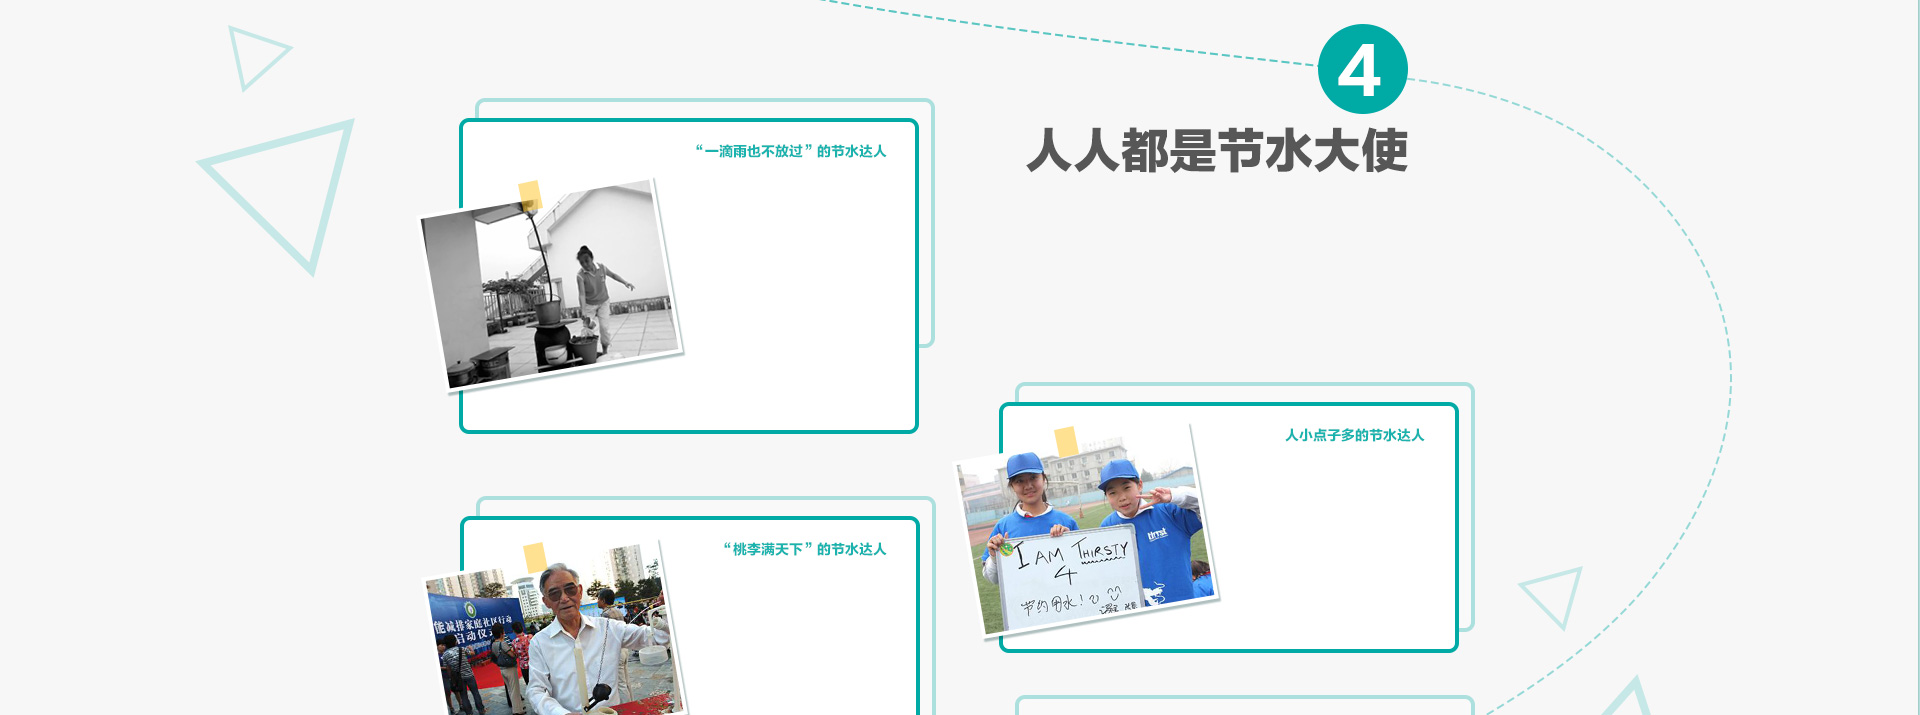 4
人人都是节水大使
“一滴雨也不放过”的节水达人
人小点子多的节水达人
I AM THIRSTY
4
节约用水！
thirst
“桃李满天下”的节水达人
能减排家庭社区行动
启动仪式